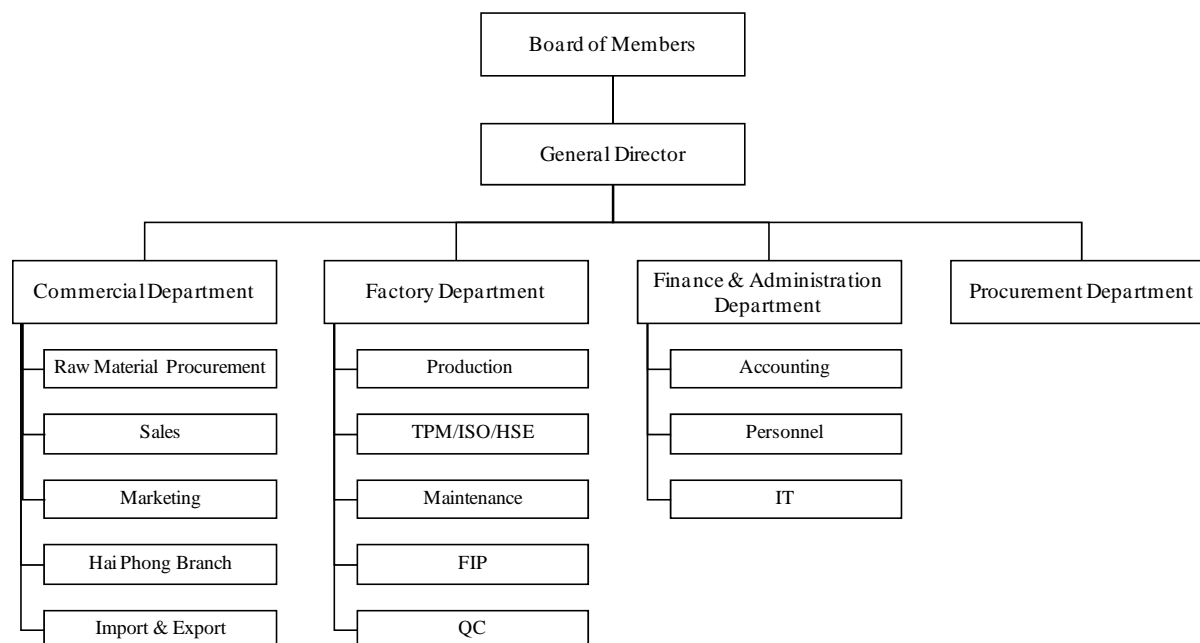 Board of Members
General Director
Commercial Department
Factory Department
Finance & Administration
Department
Procurement Department
Raw Material Procurement
Production
Accounting
Sales
TPM/ISO/HSE
Personnel
Marketing
Maintenance
IT
Hai Phong Branch
FIP
Import & Export
QC